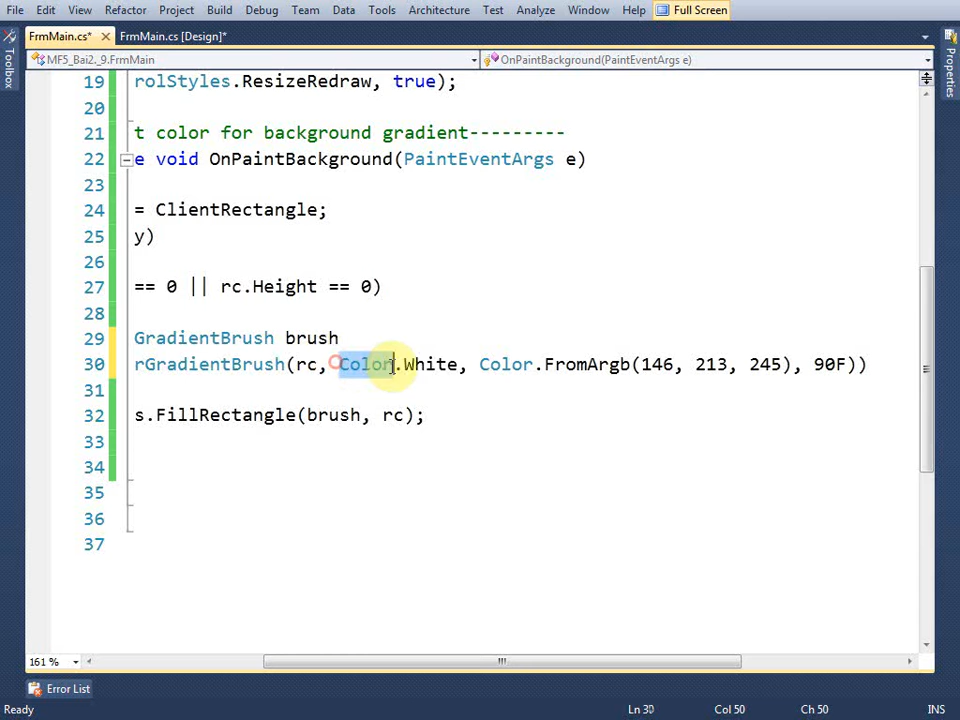 File Edit View Refactor Project Build Debug Team Data Tools Architecture Test Analyze Window Help Full Screen
FrmMain.cs* FrmMain.cs [Design]*
MF5_Bai2._9.FrmMain OnPaintBackground(PaintEventArgs e)
Toolbox
Properties
19 rolStyles.ResizeRedraw, true);
20
21 t color for background gradient---------
22 e void OnPaintBackground(PaintEventArgs e)
23
24 = ClientRectangle;
25 y)
26
27 == 0 || rc.Height == 0)
28
29 GradientBrush brush
30 rGradientBrush(rc, Color.White, Color.FromArgb(146, 213, 245), 90F))
31
32 s.FillRectangle(brush, rc);
33
34
35
36
37
161 %
Error List
Ready Ln 30 Col 50 Ch 50 INS